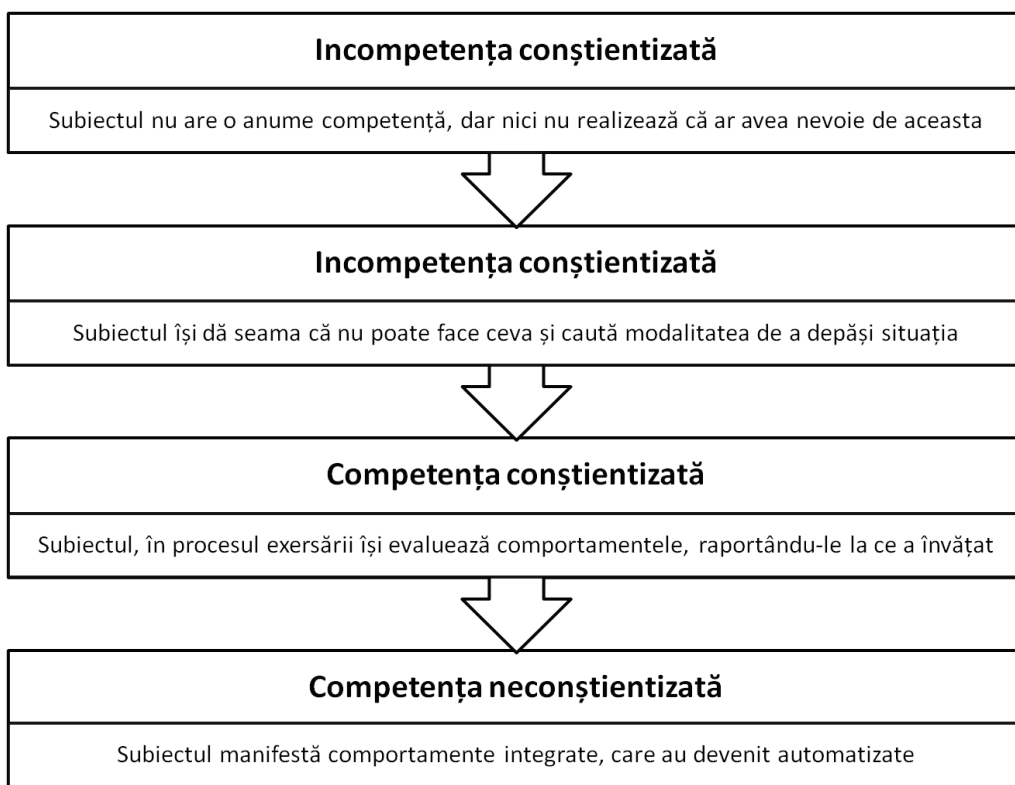 Incompetența conștientizată
Subiectul nu are o anume competență, dar nici nu realizează că ar avea nevoie de aceasta
Incompetența conștientizată
Subiectul își dă seama că nu poate face ceva și caută modalitatea de a depăși situația
Competența conștientizată
Subiectul, în procesul exersării își evaluează comportamentele, raportându-le la ce a învățat
Competența neconștientizată
Subiectul manifestă comportamente integrate, care au devenit automatizate